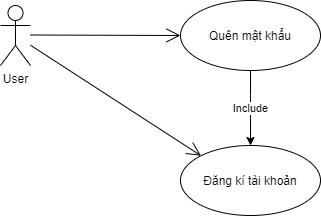 Quên mật khẩu
User
Include
Đăng kí tài khoản